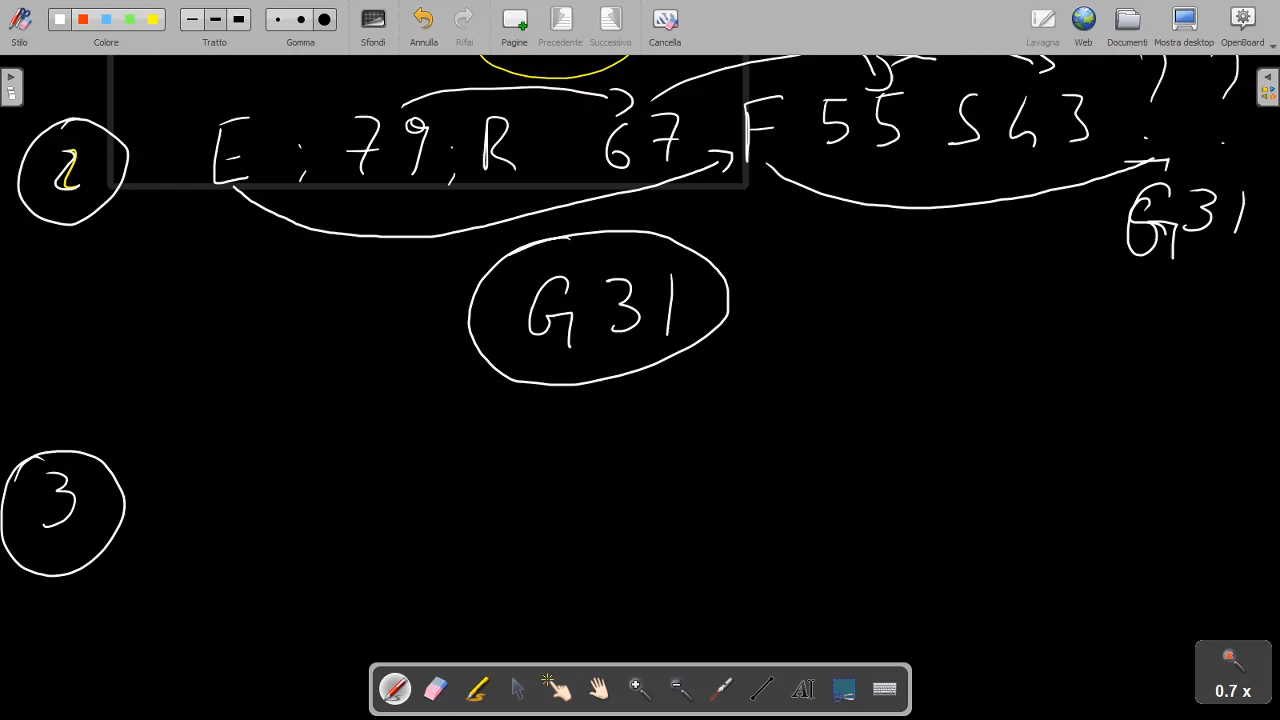 Stilo Colore Tratto Gomma Sfondi Annulla Rifai Pagine Precedente Successivo Cancella Lavagna Web Documenti Mostra desktop OpenBoard
2 E ; 79 ; R 67 F 55 S 43 ? ?
G31
G31
3
0.7 x